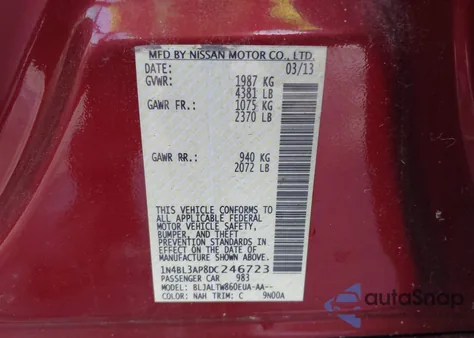 MFD BY NISSAN MOTOR CO., LTD.
DATE: 03/13
GVWR: 1987 KG
4381 LB
GAWR FR: 1075 KG
2370 LB
GAWR RR: 940 KG
2072 LB
THIS VEHICLE CONFORMS TO
ALL APPLICABLE FEDERAL
MOTOR VEHICLE SAFETY,
BUMPER, AND THEFT
PREVENTION STANDARDS IN
EFFECT ON THE DATE OF
MANUFACTURE SHOWN ABOVE.
1N4BL3AP8DC246723
PASSENGER CAR 983
MODEL: BLJALTW860EUA-AA--
COLOR: NAH TRIM: C 9N00A
autoSnap